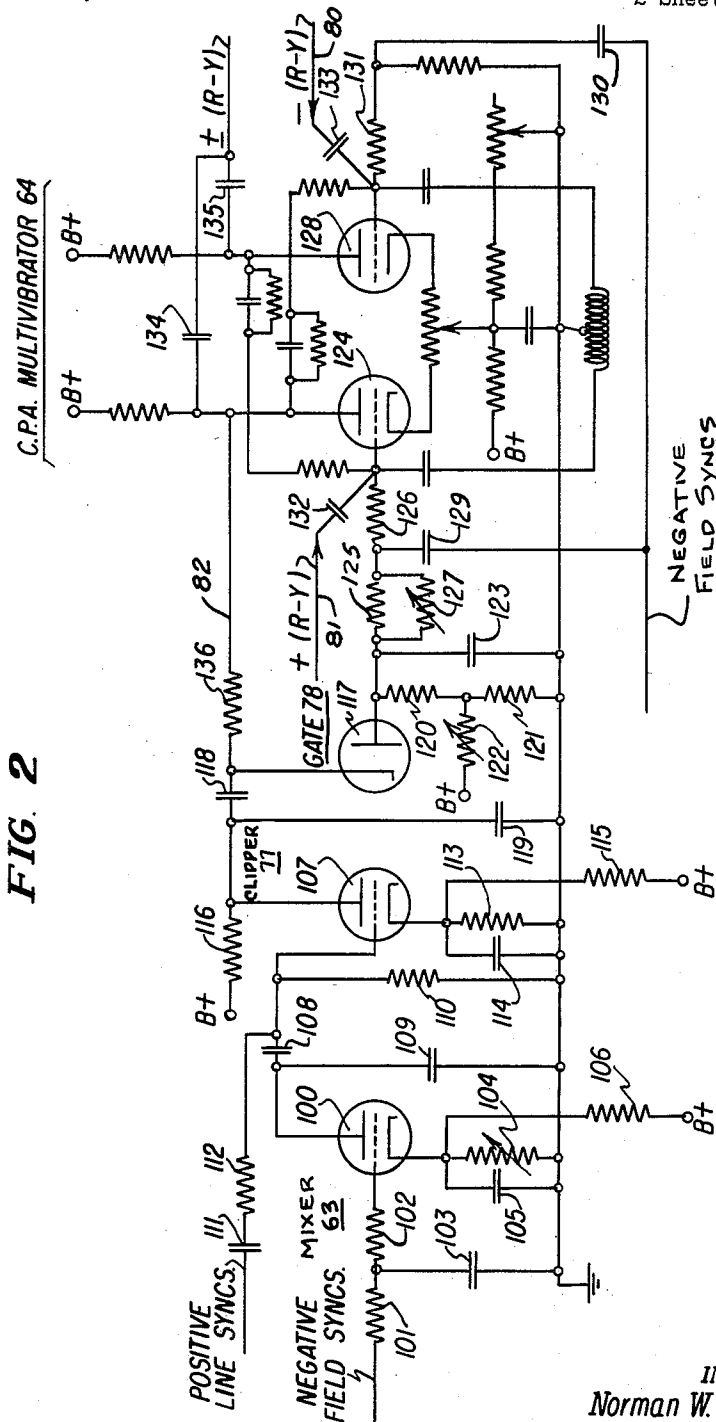 2 Sheet
FIG. 2
C.P.A. MULTIVIBRATOR 64
B+
B+
± (R-Y)2
134
135
− (R-Y)2
80
133
131
128
124
82
136
118
+ (R-Y)2
81
132
GATE 78
117
126
125
127
129
123
120
121
122
B+
B+
130
NEGATIVE
FIELD SYNCS
B+
116
CLIPPER
77
107
119
113
114
115
B+
108
110
109
POSITIVE
LINE SYNCS.
111
112
NEGATIVE
FIELD SYNCS.
MIXER
63
100
101
102
103
104
105
106
B+
Norman W.